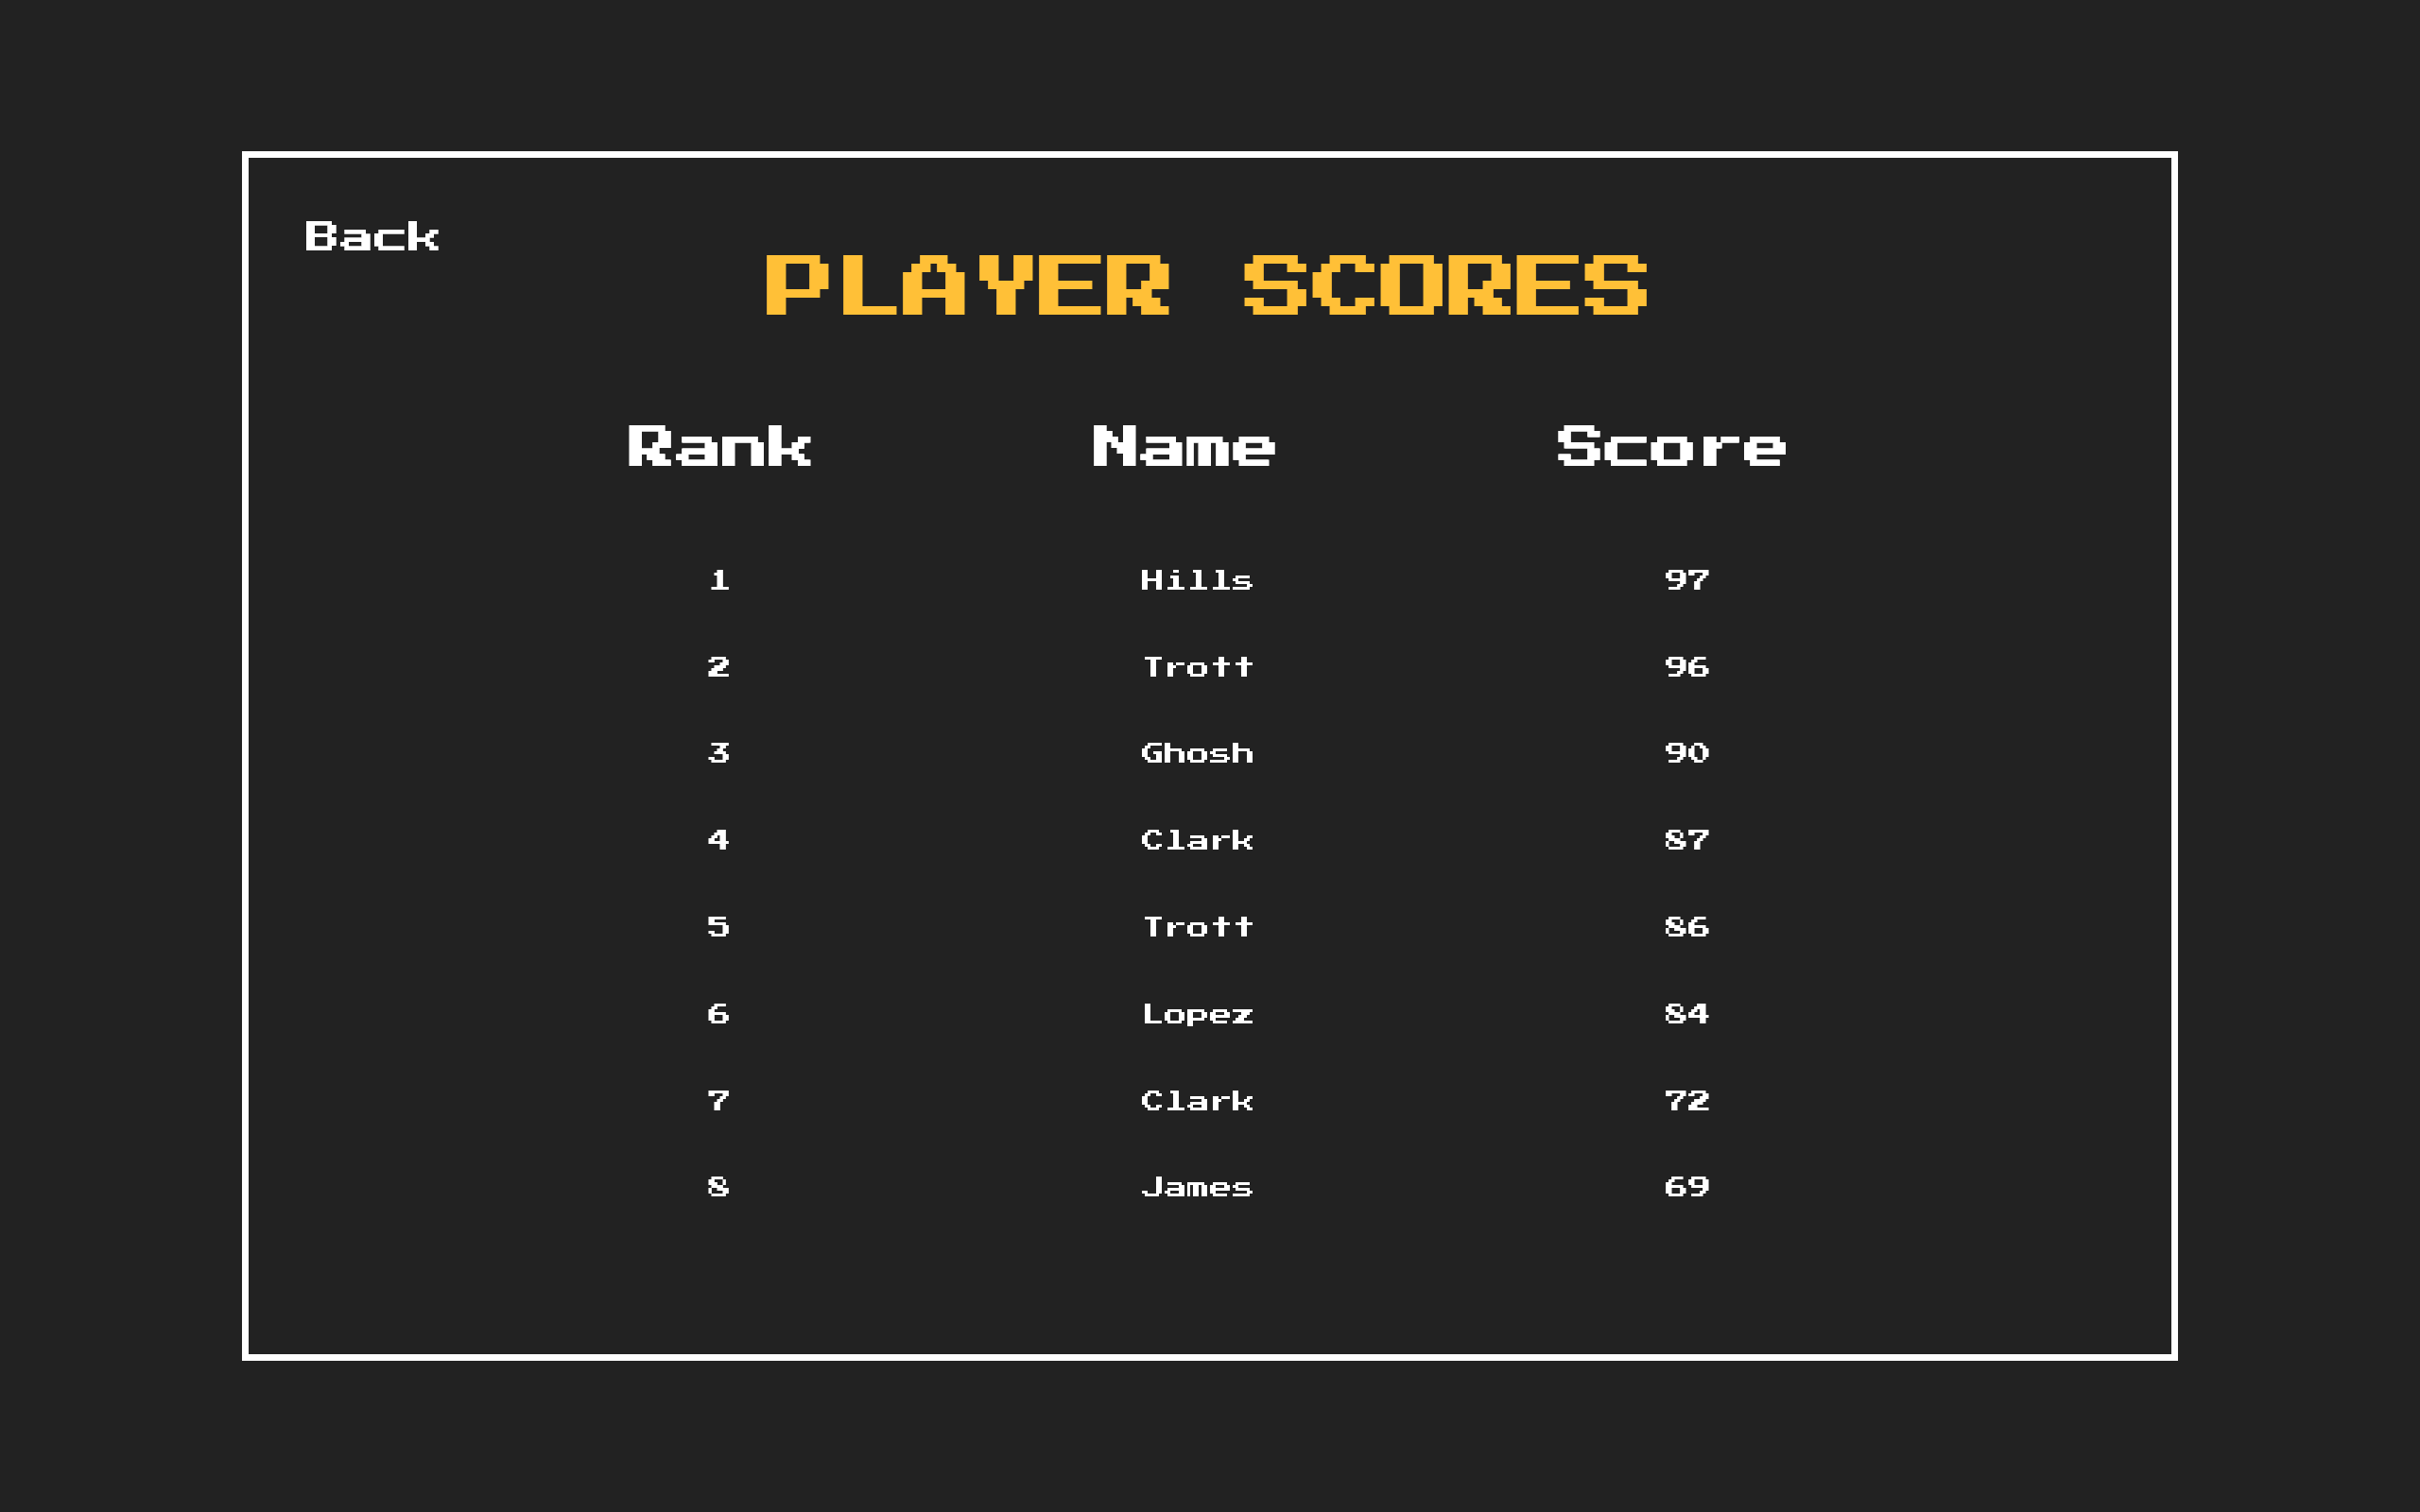 Back
PLAYER SCORES
Rank Name Score
1 Hills 97
2 Trott 96
3 Ghosh 90
4 Clark 87
5 Trott 86
6 Lopez 84
7 Clark 72
8 James 69